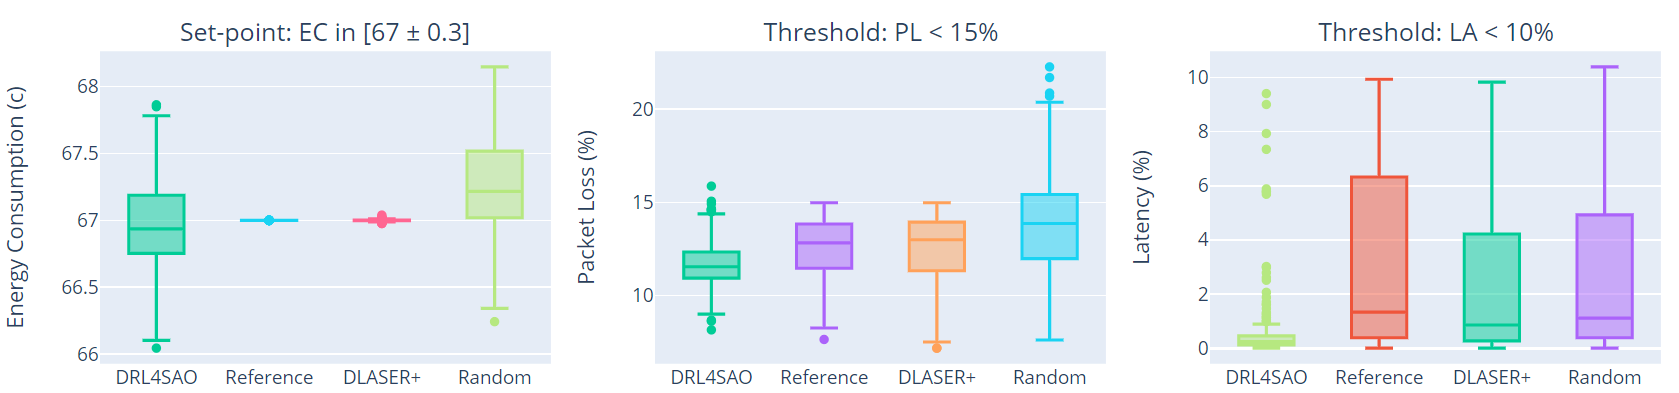 Set-point: EC in [67 ± 0.3]
Energy Consumption (c)
68
67.5
67
66.5
66
DRL4SAO Reference DLASER+ Random
Threshold: PL < 15%
Packet Loss (%)
20
15
10
DRL4SAO Reference DLASER+ Random
Threshold: LA < 10%
Latency (%)
10
8
6
4
2
0
DRL4SAO Reference DLASER+ Random